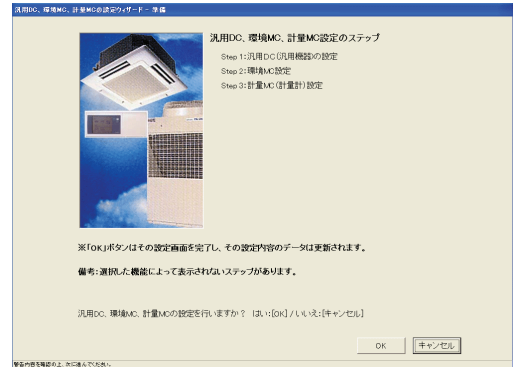 汎用DC、環境MC、計量MCの設定ウィザード - 準備
汎用DC、環境MC、計量MC設定のステップ
Step 1:汎用DC(汎用機器)の設定
Step 2:環境MC設定
Step 3:計量MC(計量計)設定
※「OK」ボタンはその設定画面を完了し、その設定内容のデータは更新されます。
備考:選択した機能によって表示されないステップがあります。
汎用DC、環境MC、計量MCの設定を行いますか? はい:[OK] / いいえ:[キャンセル]
OK
キャンセル
警告内容を確認の上、次に進んでください。